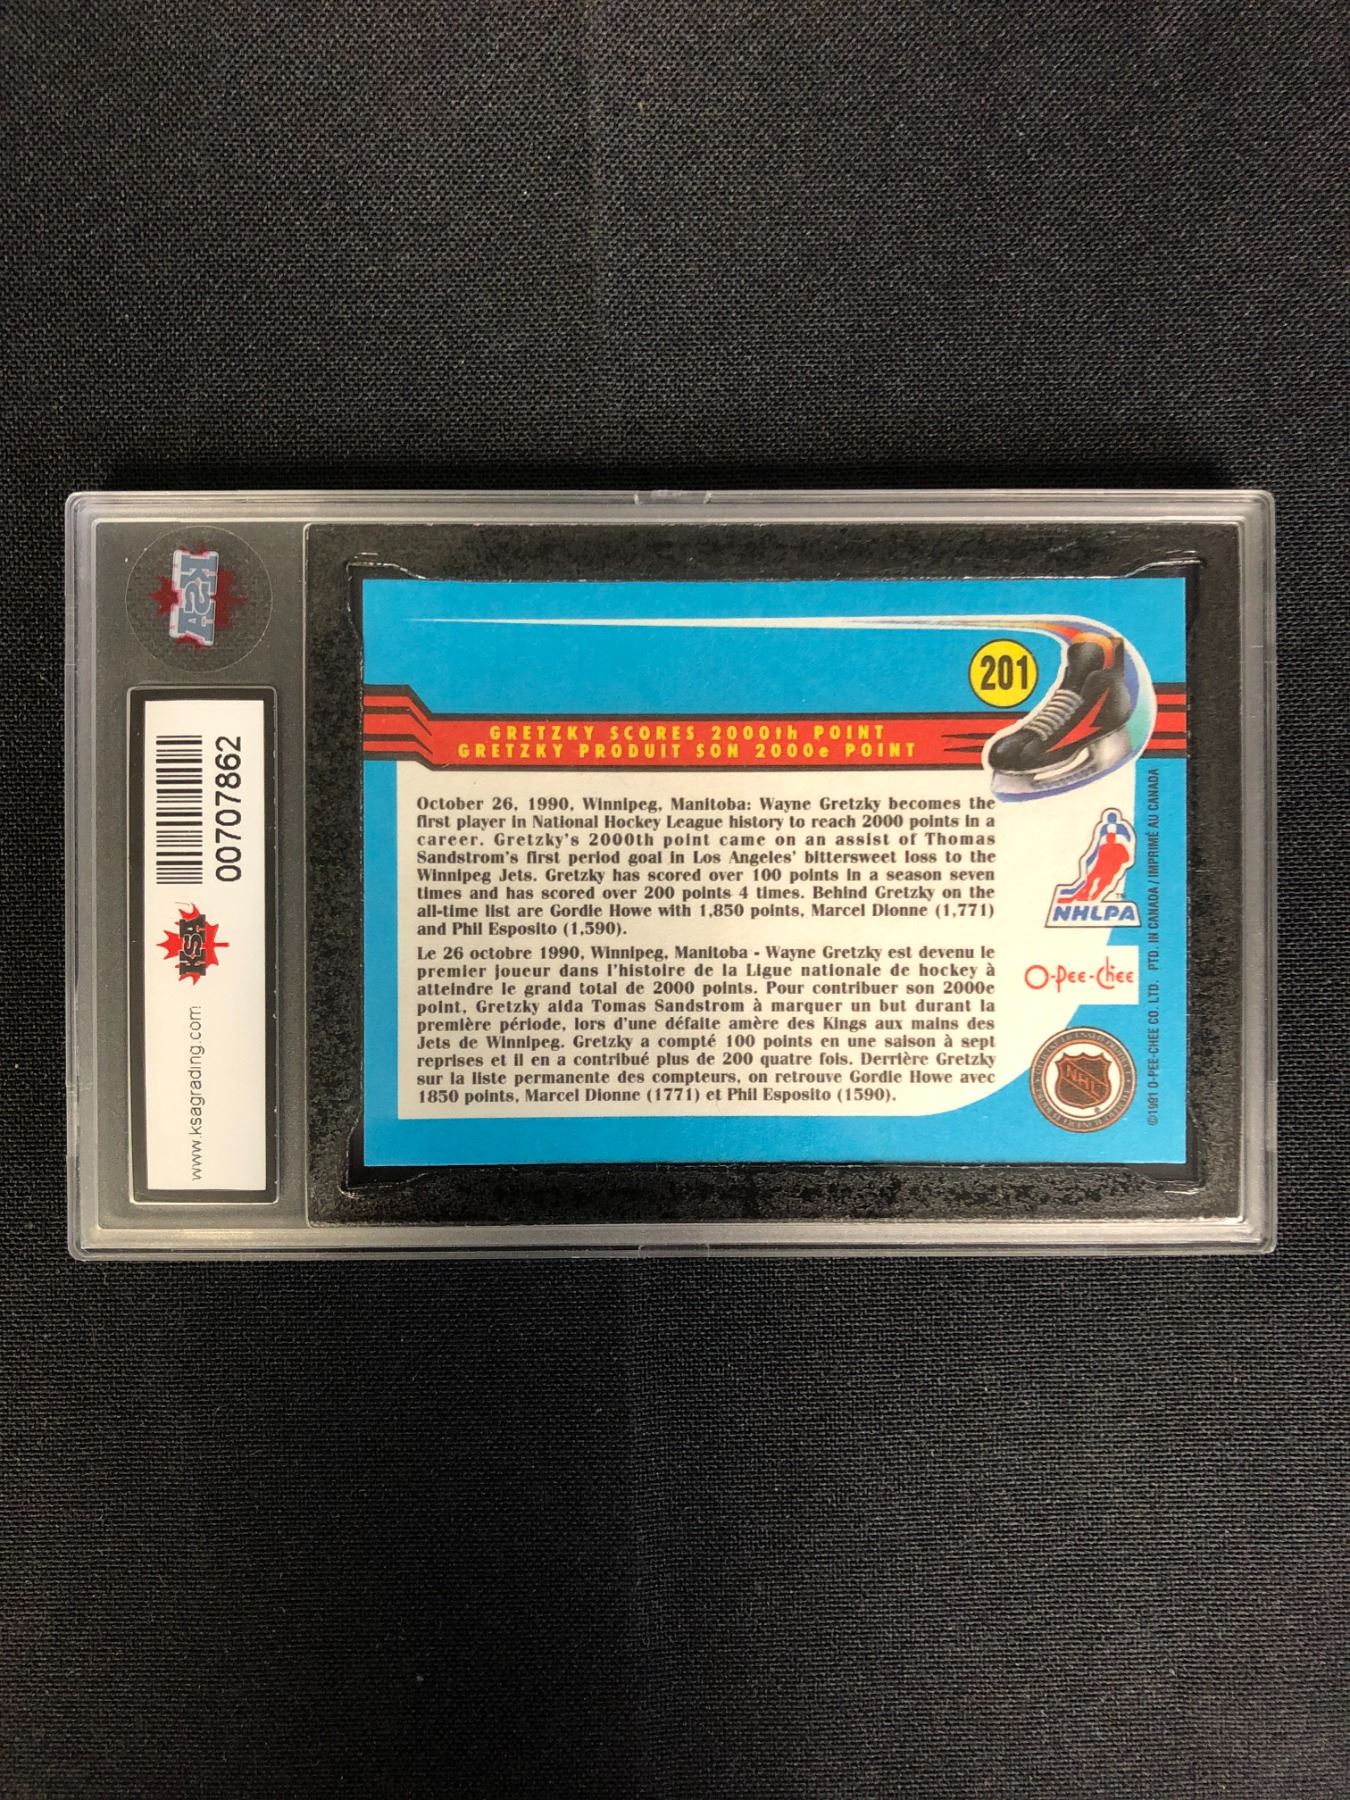 KSA
00707862
KSA
www.ksagrading.com
201
GRETZKY SCORES 2000th POINT
GRETZKY PRODUIT SON 2000e POINT
October 26, 1990, Winnipeg, Manitoba: Wayne Gretzky becomes the
first player in National Hockey League history to reach 2000 points in a
career. Gretzky's 2000th point came on an assist of Thomas
Sandstrom's first period goal in Los Angeles' bittersweet loss to the
Winnipeg Jets. Gretzky has scored over 100 points in a season seven
times and has scored over 200 points 4 times. Behind Gretzky on the
all-time list are Gordie Howe with 1,850 points, Marcel Dionne (1,771)
and Phil Esposito (1,590).
Le 26 octobre 1990, Winnipeg, Manitoba - Wayne Gretzky est devenu le
premier joueur dans l'histoire de la Ligue nationale de hockey à
atteindre le grand total de 2000 points. Pour contribuer son 2000e
point, Gretzky aida Tomas Sandstrom à marquer un but durant la
première période, lors d'une défaite amère des Kings aux mains des
Jets de Winnipeg. Gretzky a compté 100 points en une saison à sept
reprises et il en a contribué plus de 200 quatre fois. Derrière Gretzky
sur la liste permanente des compteurs, on retrouve Gordie Howe avec
1850 points, Marcel Dionne (1771) et Phil Esposito (1590).
NHLPA
TM
O-Pee-Chee
NHL
®
©1991 O-PEE-CHEE CO. LTD. PTD. IN CANADA / IMPRIMÉ AU CANADA